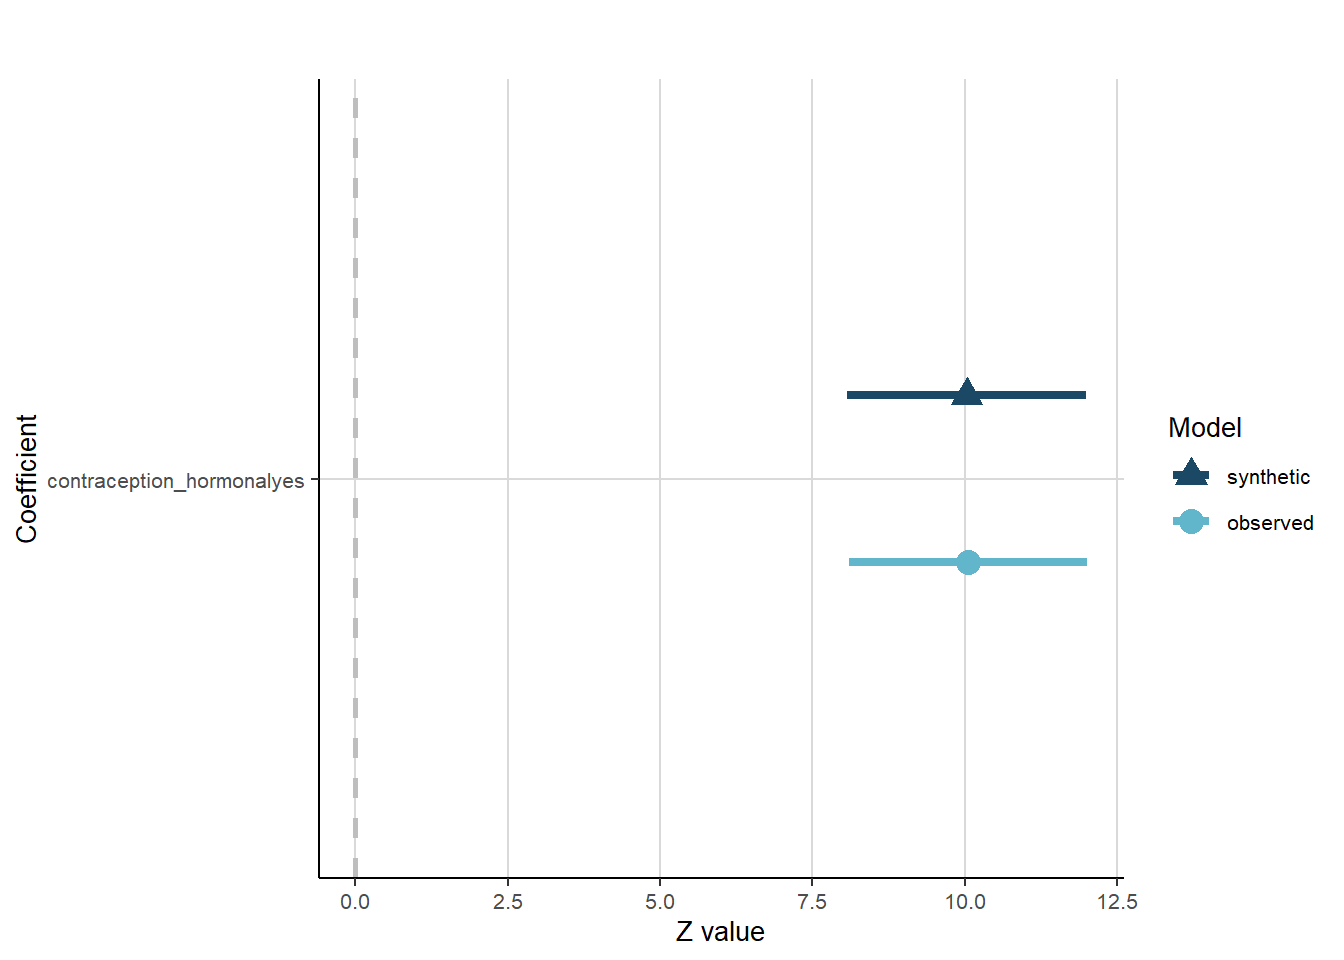 Coefficient
contraception_hormonalyes
0.0
2.5
5.0
7.5
10.0
12.5
Z value
Model
synthetic
observed